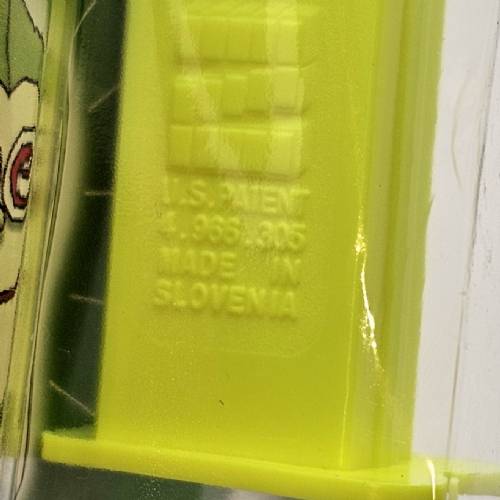 U.S. PATENT
4.966.305
MADE IN
SLOVENIA